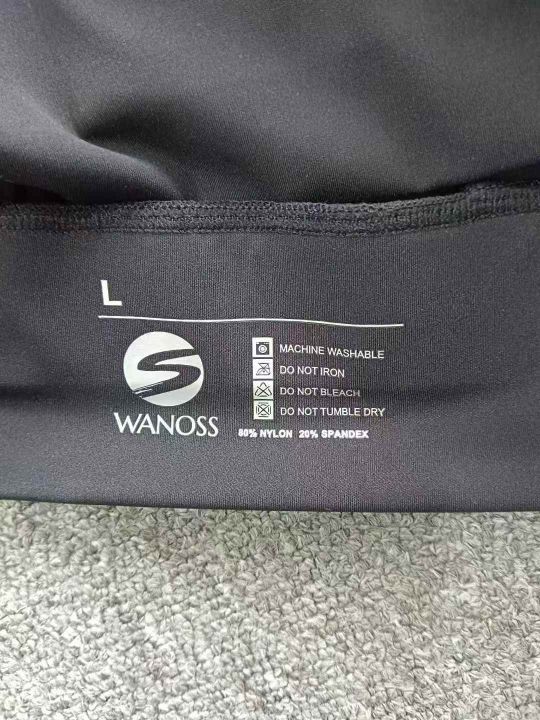 L
MACHINE WASHABLE
DO NOT IRON
DO NOT BLEACH
DO NOT TUMBLE DRY
WANOSS
80% NYLON 20% SPANDEX